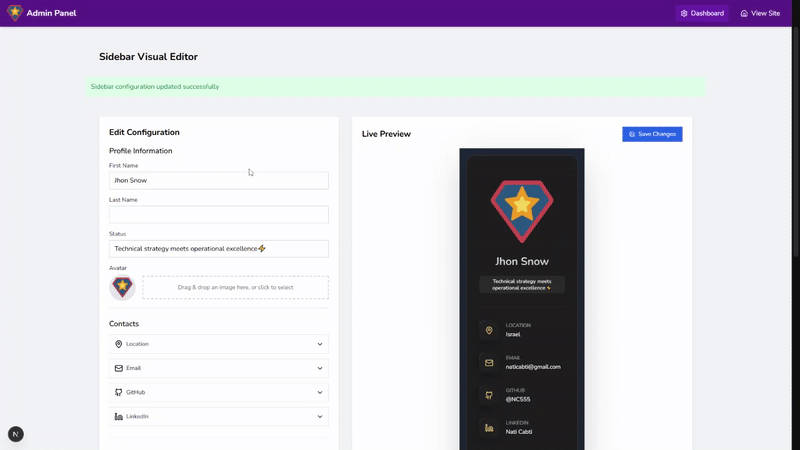 Admin Panel
Dashboard
View Site
Sidebar Visual Editor
Sidebar configuration updated successfully
Edit Configuration
Profile Information
First Name
Jhon Snow
Last Name
Status
Technical strategy meets operational excellence⚡
Avatar
Drag & drop an image here, or click to select
Contacts
Location
Email
GitHub
LinkedIn
N
Live Preview
Save Changes
Jhon Snow
Technical strategy meets
operational excellence ⚡
LOCATION
Israel
EMAIL
naticabti@gmail.com
GITHUB
@NC555
LINKEDIN
Nati Cabti